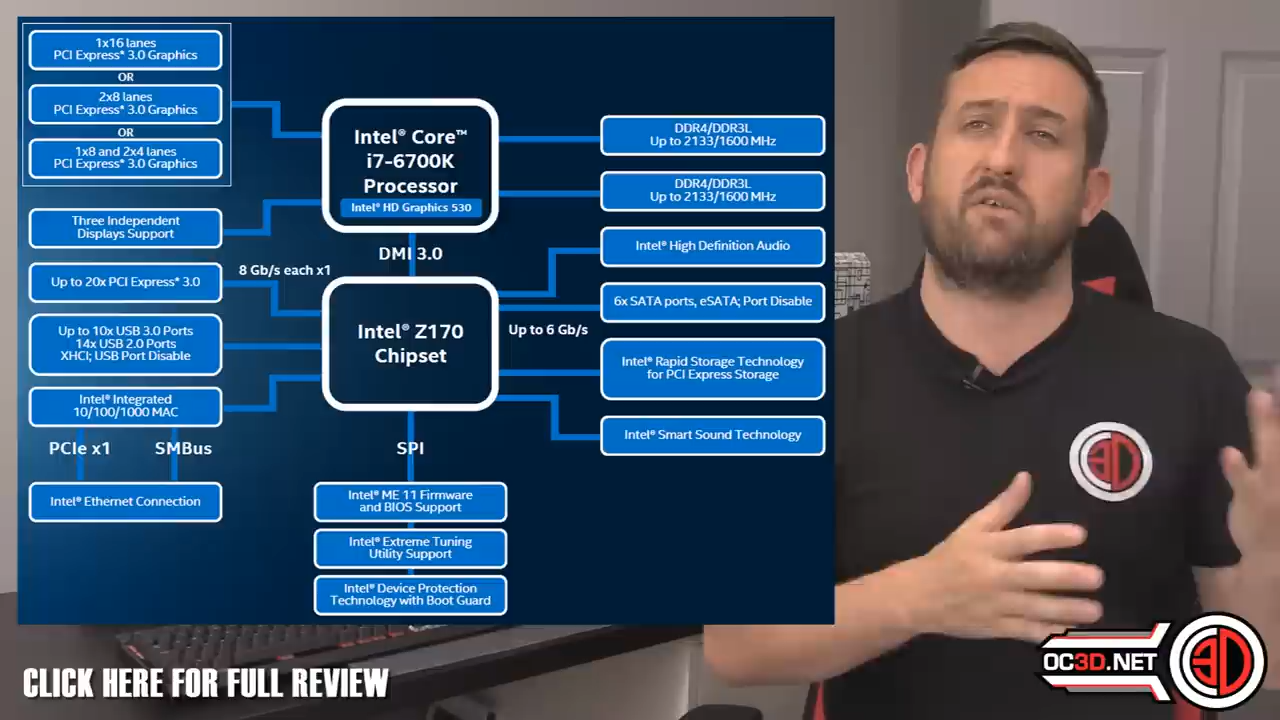 1x16 lanes
PCI Express* 3.0 Graphics
OR
2x8 lanes
PCI Express* 3.0 Graphics
OR
1x8 and 2x4 lanes
PCI Express* 3.0 Graphics
Three Independent
Displays Support
Up to 20x PCI Express* 3.0
8 Gb/s each x1
Up to 10x USB 3.0 Ports
14x USB 2.0 Ports
XHCI; USB Port Disable
Intel® Integrated
10/100/1000 MAC
PCIe x1
SMBus
Intel® Ethernet Connection
Intel® Core™
i7-6700K
Processor
Intel® HD Graphics 530
DMI 3.0
Intel® Z170
Chipset
SPI
Intel® ME 11 Firmware
and BIOS Support
Intel® Extreme Tuning
Utility Support
Intel® Device Protection
Technology with Boot Guard
DDR4/DDR3L
Up to 2133/1600 MHz
DDR4/DDR3L
Up to 2133/1600 MHz
Intel® High Definition Audio
6x SATA ports, eSATA; Port Disable
Up to 6 Gb/s
Intel® Rapid Storage Technology
for PCI Express Storage
Intel® Smart Sound Technology
3D
CLICK HERE FOR FULL REVIEW
OC3D.NET
3D